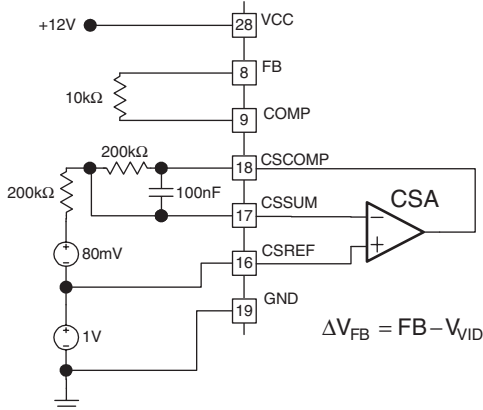 +12V
28 VCC
8 FB
10kΩ
9 COMP
200kΩ
18 CSCOMP
200kΩ
100nF
17 CSSUM
CSA
80mV
16 CSREF
19 GND
1V
ΔV_FB = FB–V_VID